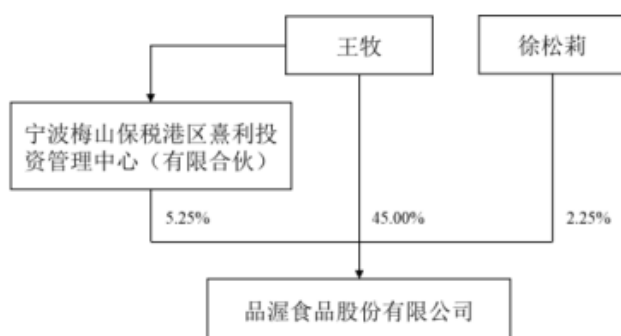 王牧
徐松莉
宁波梅山保税港区熹利投
资管理中心（有限合伙）
5.25%
45.00%
2.25%
品渥食品股份有限公司